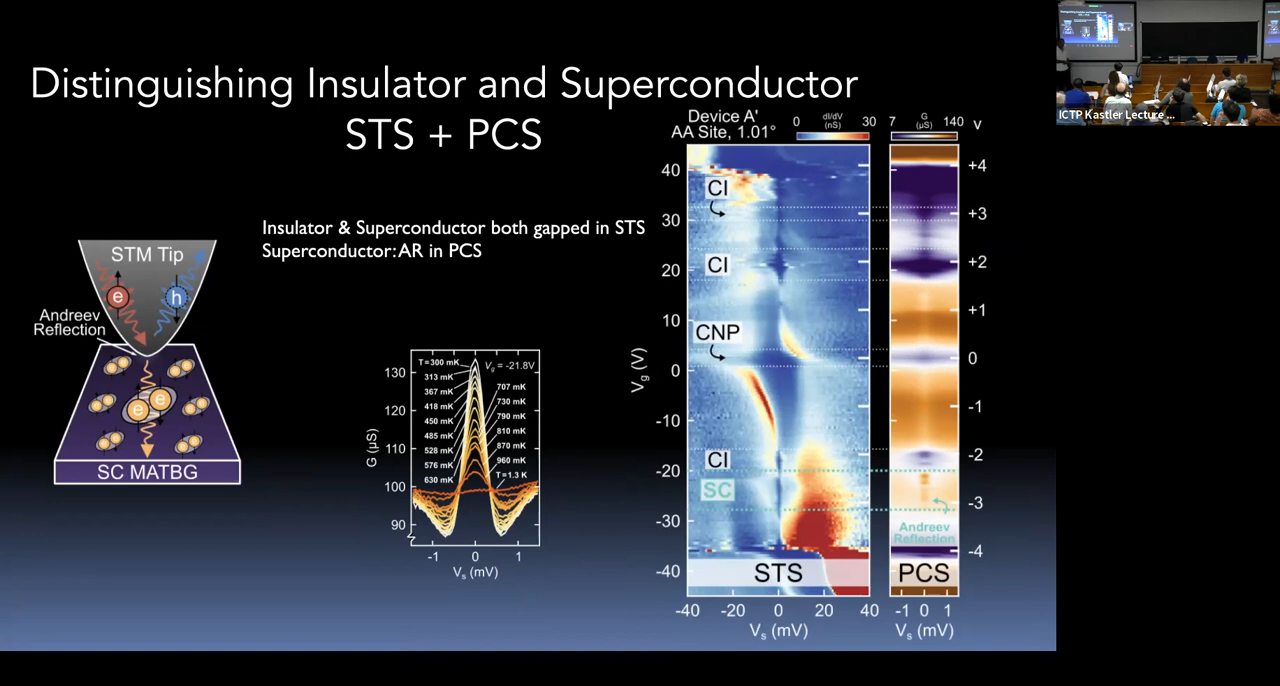 Distinguishing Insulator and Superconductor
STS + PCS
Insulator & Superconductor both gapped in STS
Superconductor: AR in PCS
STM Tip
e
h
Andreev
Reflection
e
e
SC MATBG
T=300 mK
313 mK
367 mK
418 mK
450 mK
485 mK
528 mK
576 mK
630 mK
Vg = -21.8V
707 mK
730 mK
790 mK
810 mK
870 mK
960 mK
T=1.3 K
G (µS)
130
120
110
100
90
-1 0 1
Vs (mV)
Device A'
AA Site, 1.01°
0 dI/dV (nS) 30
7 G (µS) 140
ν
Vg (V)
40
30
20
10
0
-10
-20
-30
-40
CI
CI
CNP
CI
SC
STS
-40 -20 0 20 40
Vs (mV)
+4
+3
+2
+1
0
-1
-2
-3
-4
Andreev
Reflection
PCS
-1 0 1
Vs (mV)
ICTP Kastler Lecture ...